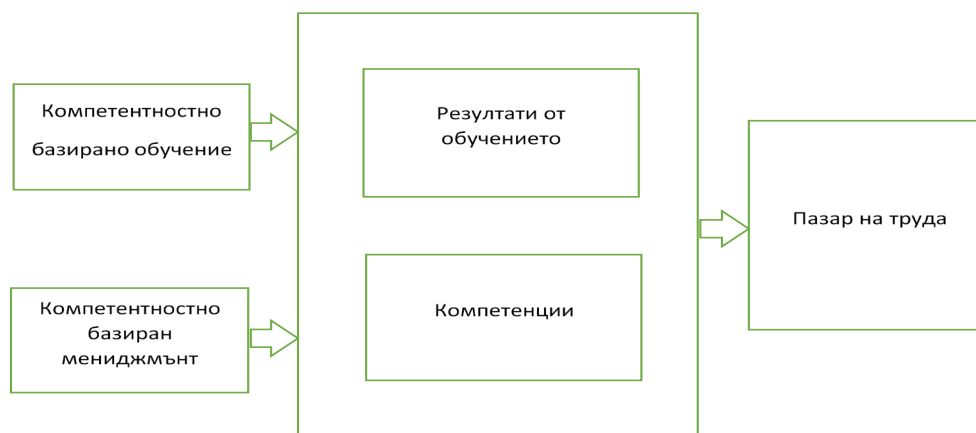 Компетентностно
базирано обучение
Резултати от
обучението
Пазар на труда
Компетентностно
базиран
мениджмънт
Компетенции